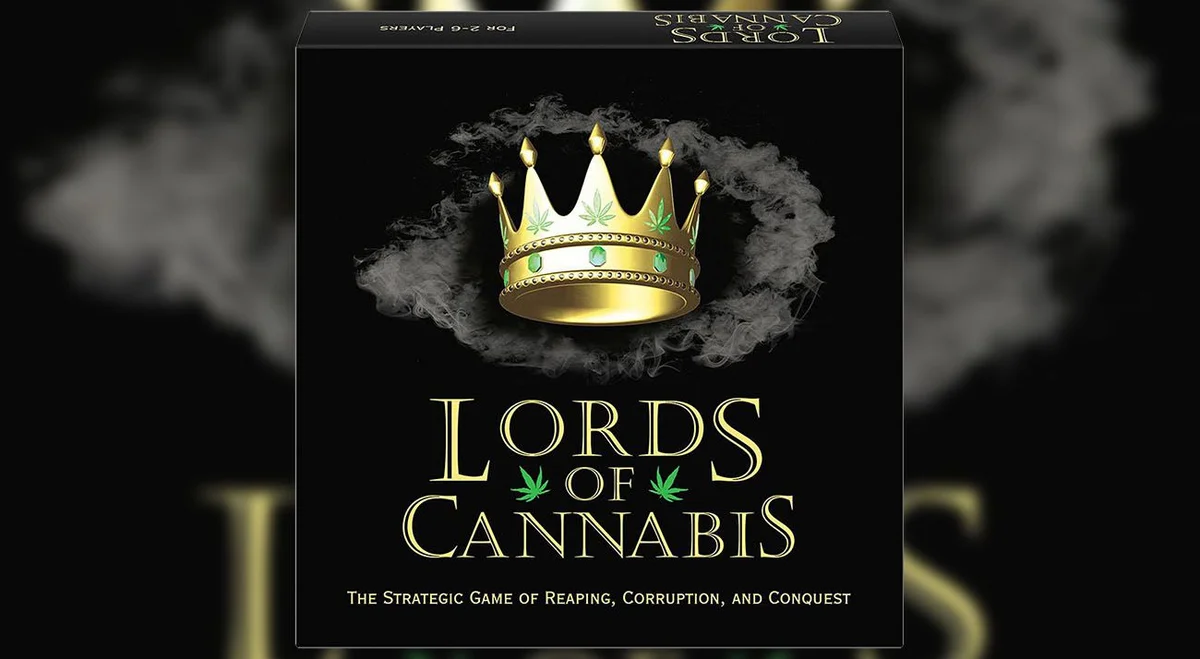 For 2-6 Players
Lords
of
Cannabis
Lords
of
Cannabis
The Strategic Game of Reaping, Corruption, and Conquest